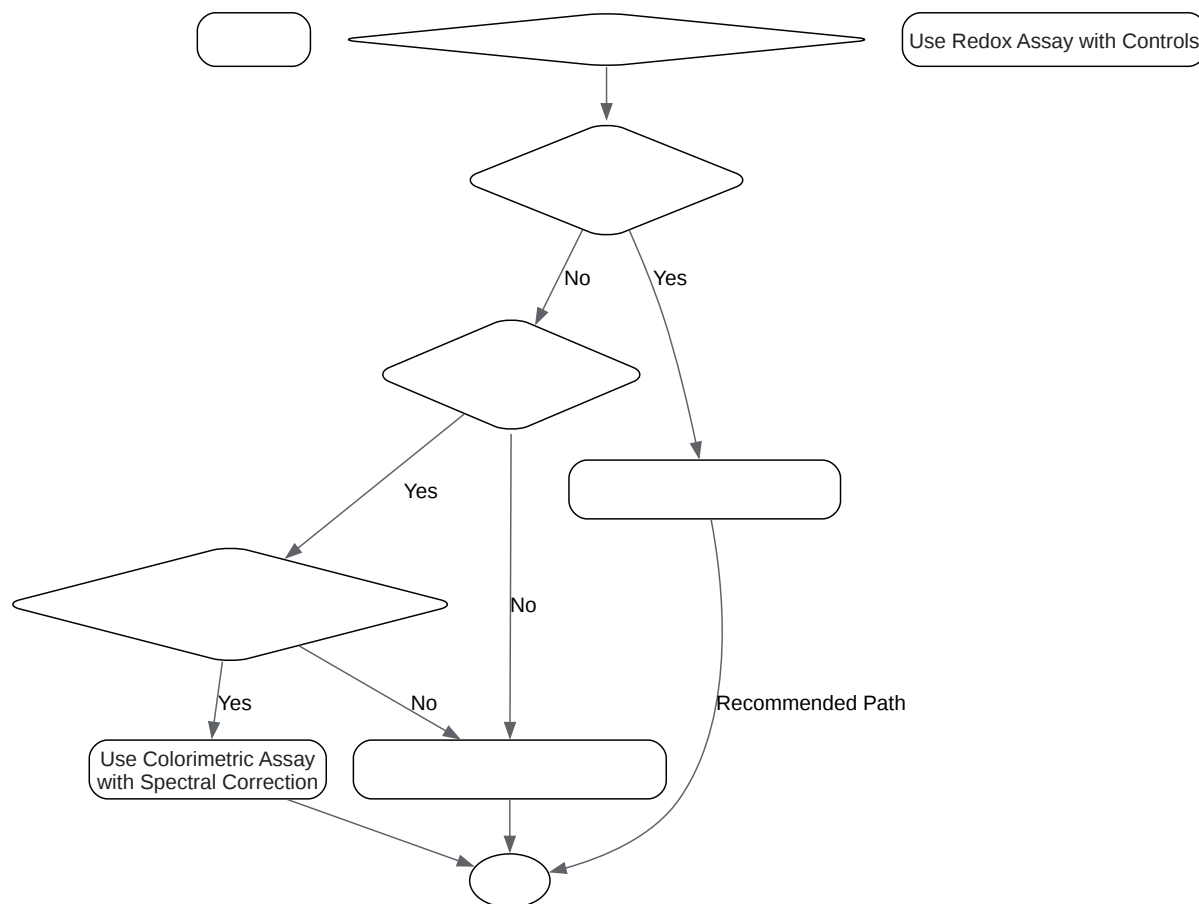 Use Redox Assay with Controls
No
Yes
Yes
No
Yes
No
Recommended Path
Use Colorimetric Assay
with Spectral Correction